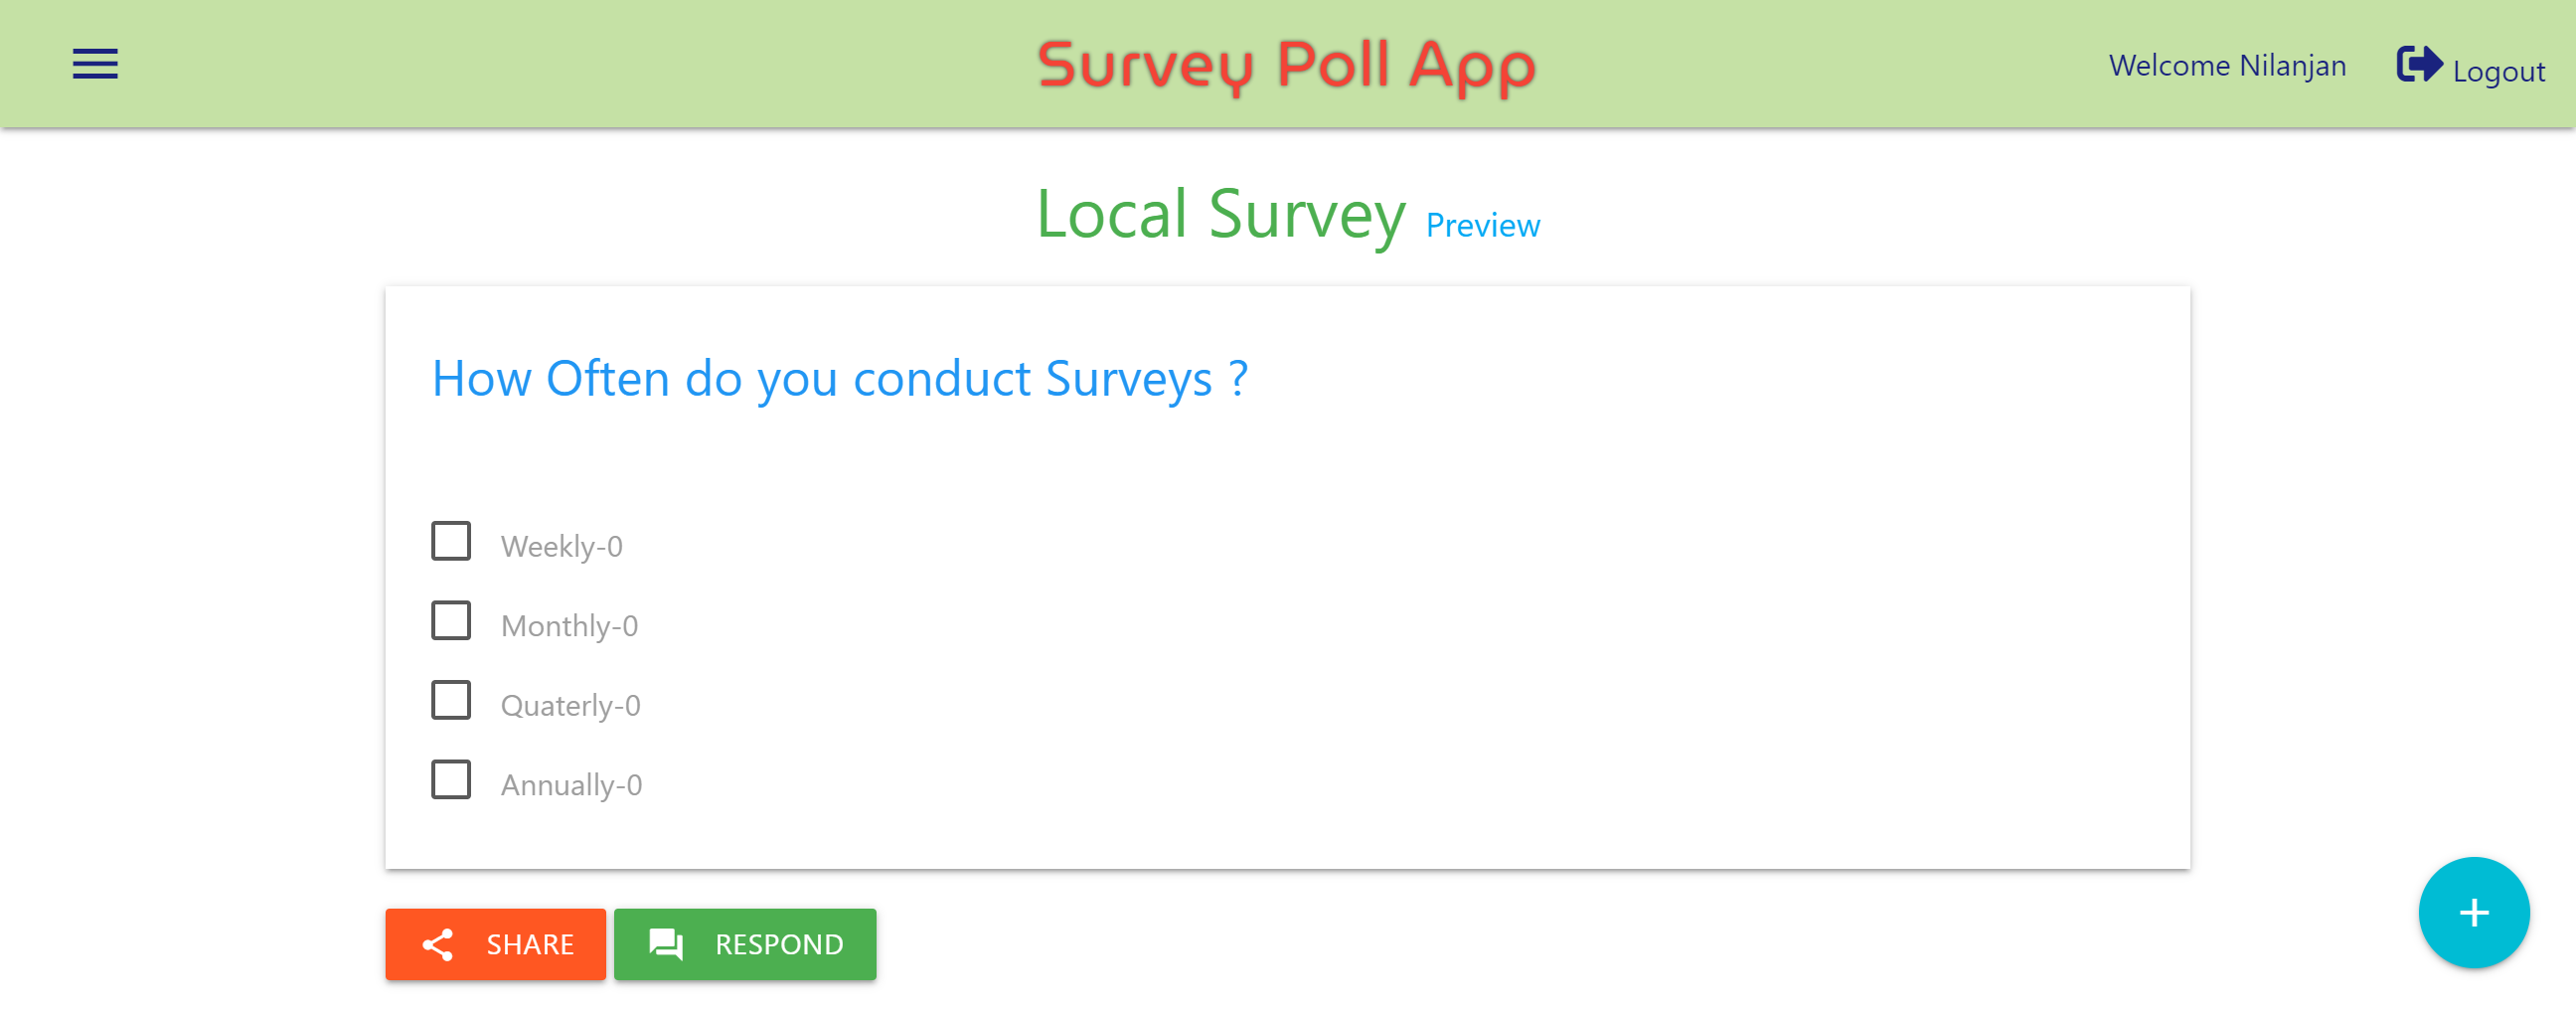 Survey Poll App
Welcome Nilanjan
Logout
Local Survey Preview
How Often do you conduct Surveys ?
Weekly-0
Monthly-0
Quaterly-0
Annually-0
SHARE
RESPOND
+